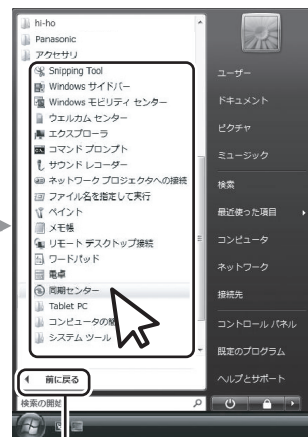 hi-ho
Panasonic
アクセサリ
Snipping Tool
Windows サイドバー
Windows モビリティ センター
ウェルカム センター
エクスプローラ
コマンド プロンプト
サウンド レコーダー
ネットワーク プロジェクタへの接続
ファイル名を指定して実行
ペイント
メモ帳
リモート デスクトップ接続
ワードパッド
電卓
同期センター
Tablet PC
コンピュータの
システム ツール
前に戻る
検索の開始
ユーザー
ドキュメント
ピクチャ
ミュージック
検索
最近使った項目
コンピュータ
ネットワーク
接続先
コントロール パネル
既定のプログラム
ヘルプとサポート